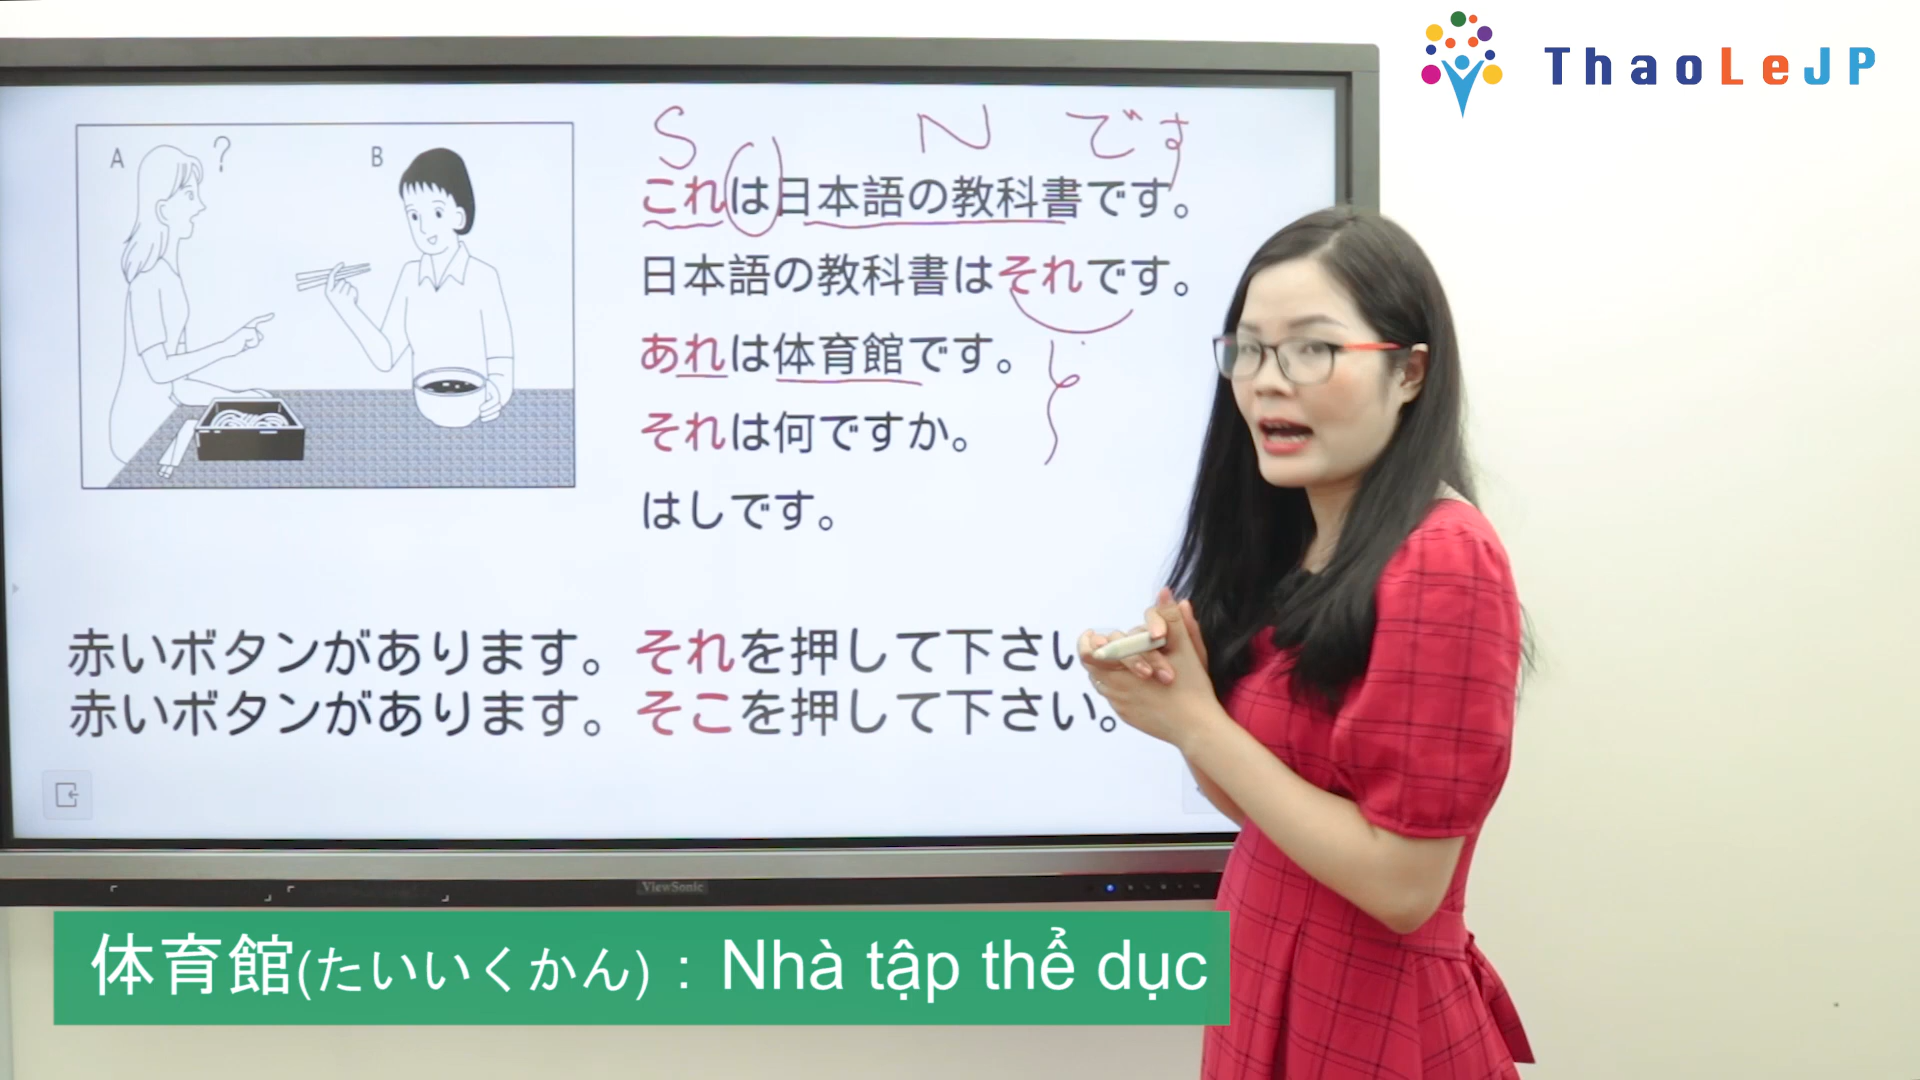 ThaoLeJP
A ?
B
S N です
これは日本語の教科書です。
日本語の教科書はそれです。
あれは体育館です。
それは何ですか。
はしです。
赤いボタンがあります。それを押して下さい
赤いボタンがあります。そこを押して下さい。
ViewSonic
体育館(たいいくかん)：Nhà tập thể dục